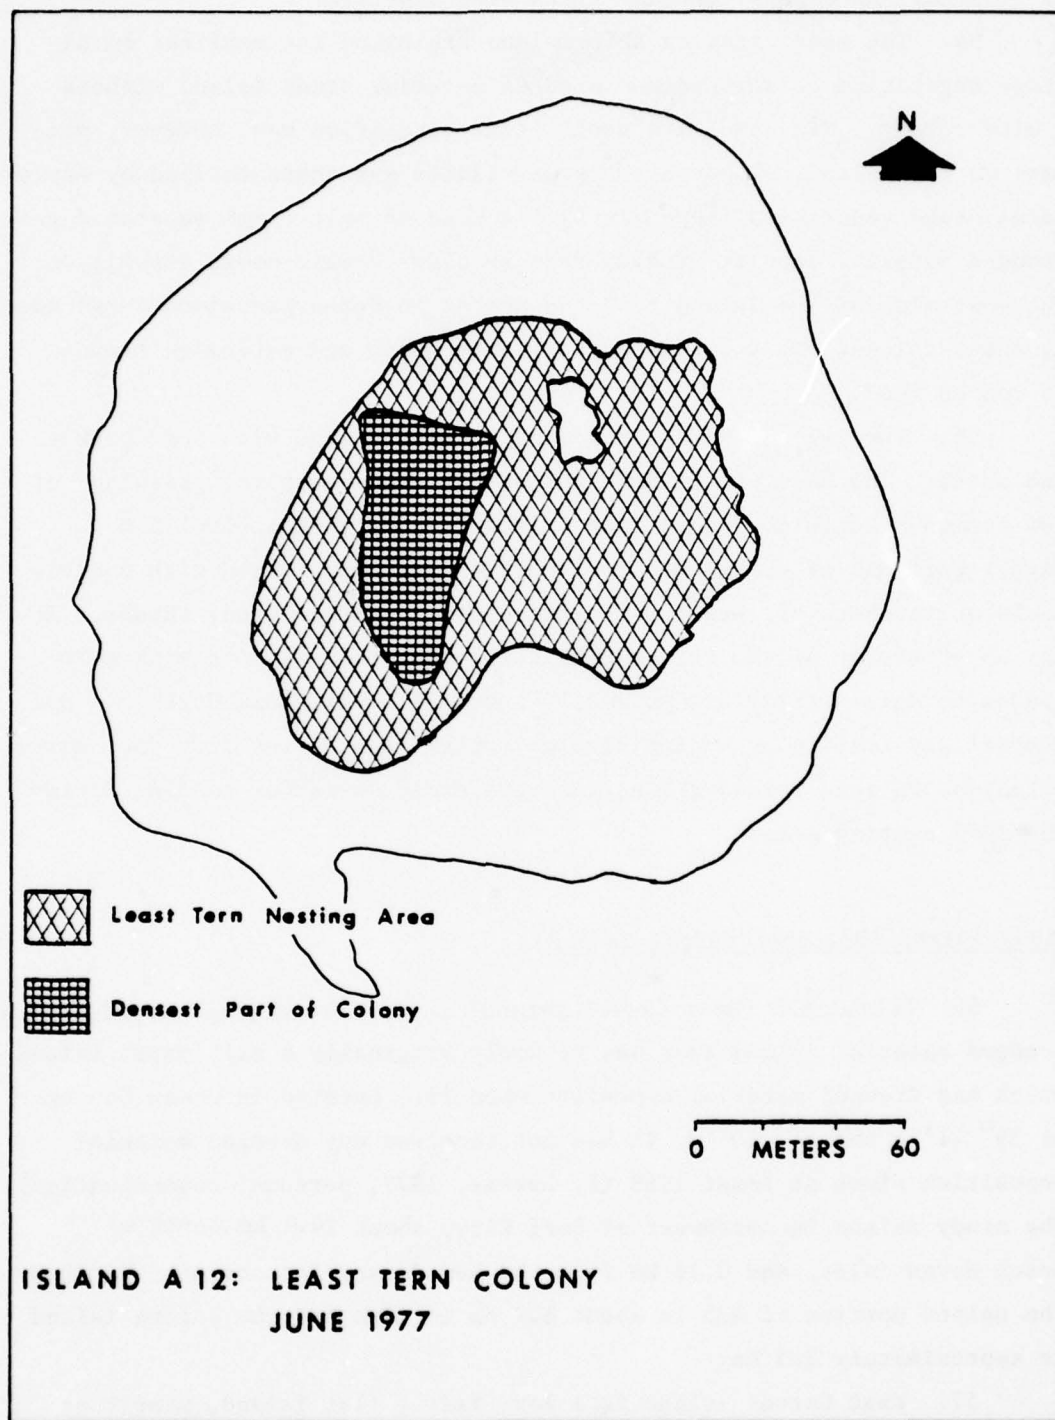 N
Least Tern Nesting Area
Densest Part of Colony
0 METERS 60
ISLAND A 12: LEAST TERN COLONY
JUNE 1977